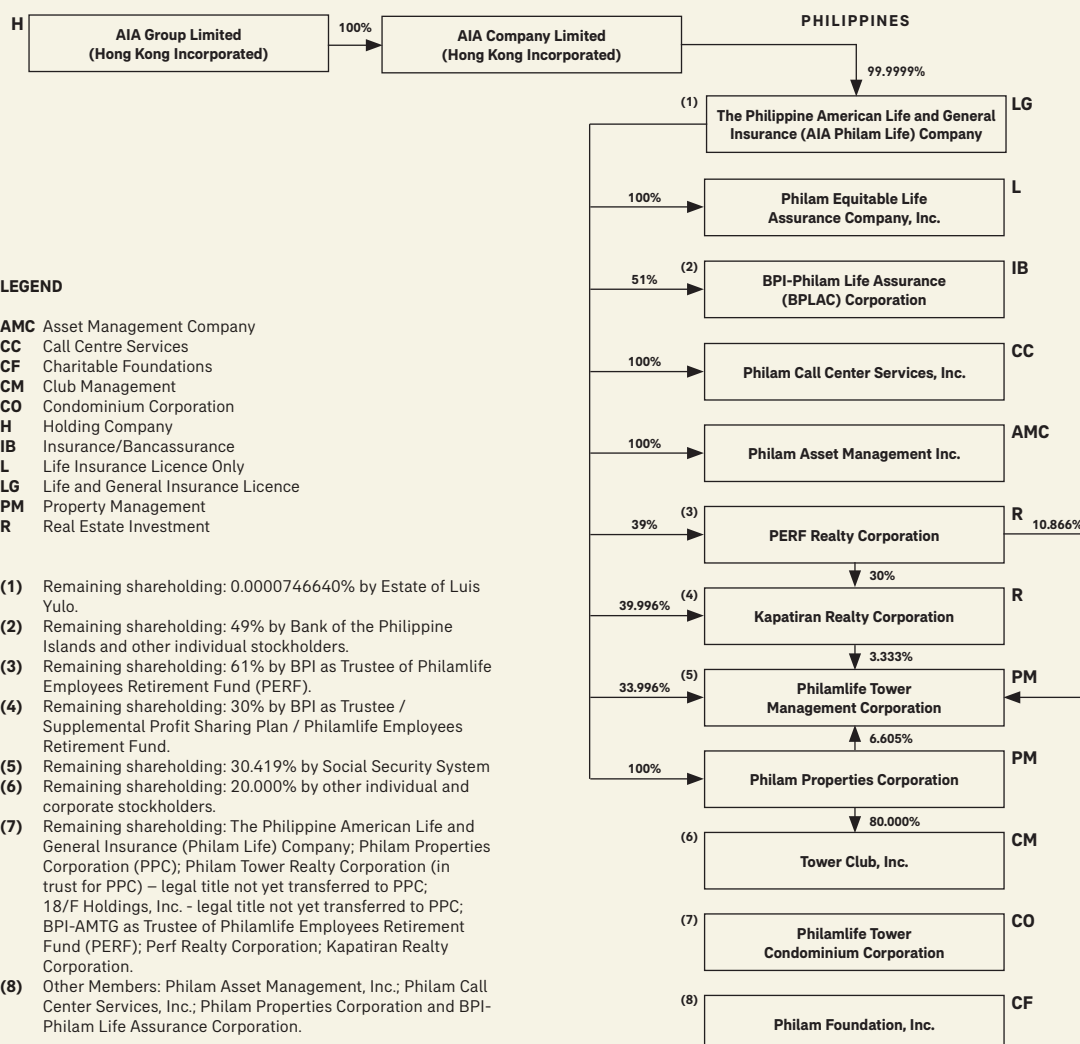 H
AIA Group Limited
(Hong Kong Incorporated)
100%
AIA Company Limited
(Hong Kong Incorporated)
PHILIPPINES
99.9999%
(1)
The Philippine American Life and General
Insurance (AIA Philam Life) Company
LG
100%
Philam Equitable Life
Assurance Company, Inc.
L
51%
(2)
BPI-Philam Life Assurance
(BPLAC) Corporation
IB
100%
Philam Call Center Services, Inc.
CC
100%
Philam Asset Management Inc.
AMC
39%
(3)
PERF Realty Corporation
R
10.866%
30%
39.996%
(4)
Kapatiran Realty Corporation
R
3.333%
33.996%
(5)
Philamlife Tower
Management Corporation
PM
6.605%
100%
Philam Properties Corporation
PM
80.000%
(6)
Tower Club, Inc.
CM
(7)
Philamlife Tower
Condominium Corporation
CO
(8)
Philam Foundation, Inc.
CF
LEGEND
AMC Asset Management Company
CC Call Centre Services
CF Charitable Foundations
CM Club Management
CO Condominium Corporation
H Holding Company
IB Insurance/Bancassurance
L Life Insurance Licence Only
LG Life and General Insurance Licence
PM Property Management
R Real Estate Investment
(1) Remaining shareholding: 0.0000746640% by Estate of Luis
Yulo.
(2) Remaining shareholding: 49% by Bank of the Philippine
Islands and other individual stockholders.
(3) Remaining shareholding: 61% by BPI as Trustee of Philamlife
Employees Retirement Fund (PERF).
(4) Remaining shareholding: 30% by BPI as Trustee /
Supplemental Profit Sharing Plan / Philamlife Employees
Retirement Fund.
(5) Remaining shareholding: 30.419% by Social Security System
(6) Remaining shareholding: 20.000% by other individual and
corporate stockholders.
(7) Remaining shareholding: The Philippine American Life and
General Insurance (Philam Life) Company; Philam Properties
Corporation (PPC); Philam Tower Realty Corporation (in
trust for PPC) – legal title not yet transferred to PPC;
18/F Holdings, Inc. - legal title not yet transferred to PPC;
BPI-AMTG as Trustee of Philamlife Employees Retirement
Fund (PERF); Perf Realty Corporation; Kapatiran Realty
Corporation.
(8) Other Members: Philam Asset Management, Inc.; Philam Call
Center Services, Inc.; Philam Properties Corporation and BPI-
Philam Life Assurance Corporation.